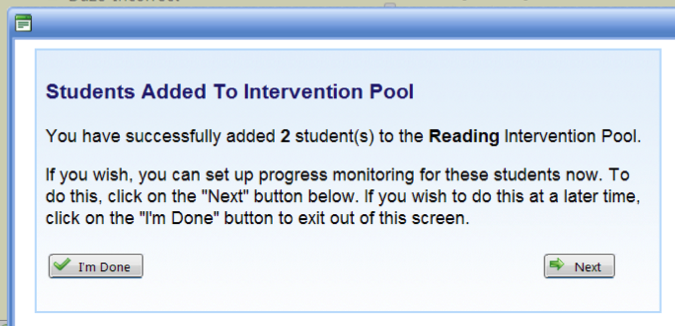 Students Added To Intervention Pool
You have successfully added 2 student(s) to the Reading Intervention Pool.
If you wish, you can set up progress monitoring for these students now. To
do this, click on the "Next" button below. If you wish to do this at a later time,
click on the "I'm Done" button to exit out of this screen.
I'm Done
Next